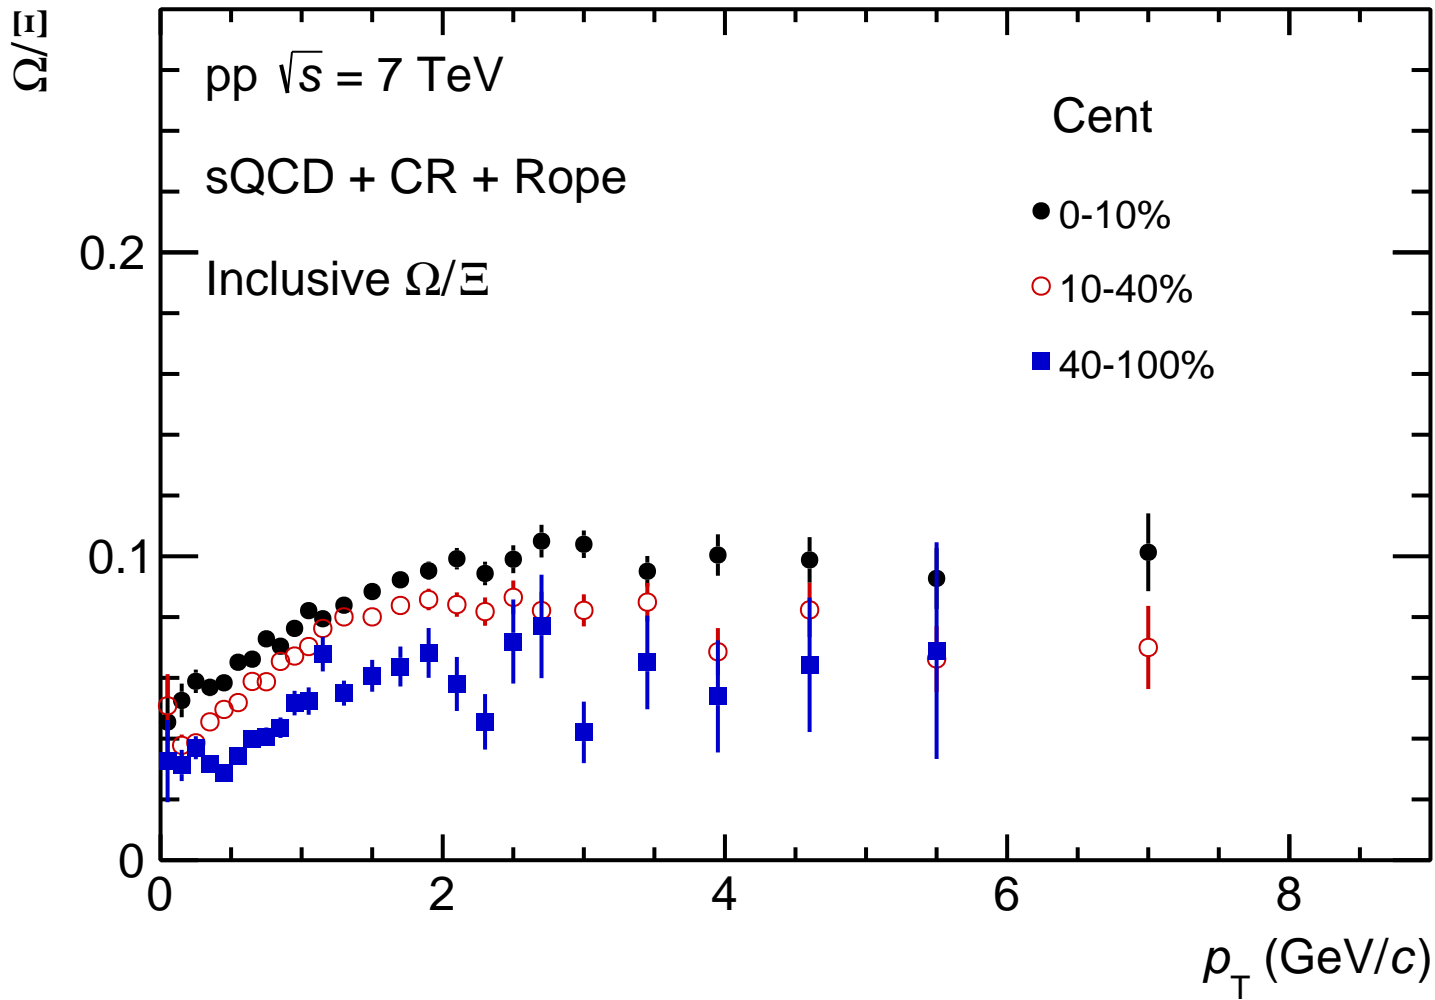 Ω/Ξ
pp √s = 7 TeV
sQCD + CR + Rope
Inclusive Ω/Ξ
Cent
0-10%
10-40%
40-100%
0.2
0.1
0
0 2 4 6 8
p_T (GeV/c)